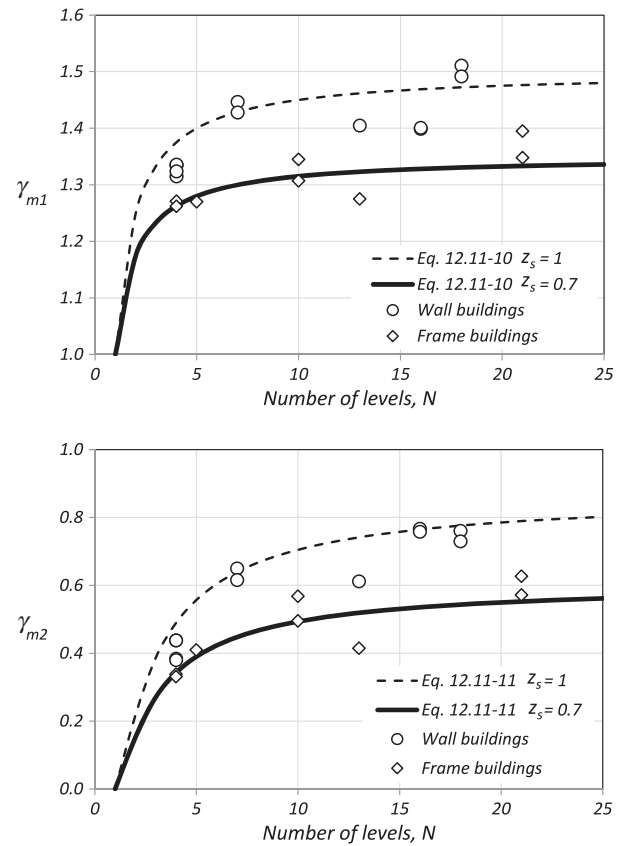 1.6
1.5
1.4
1.3
γm1
1.2
Eq. 12.11-10 zs = 1
Eq. 12.11-10 zs = 0.7
1.1
Wall buildings
Frame buildings
1.0
0 5 10 15 20 25
Number of levels, N
1.0
0.8
0.6
γm2
0.4
Eq. 12.11-11 zs = 1
0.2
Eq. 12.11-11 zs = 0.7
Wall buildings
Frame buildings
0.0
0 5 10 15 20 25
Number of levels, N